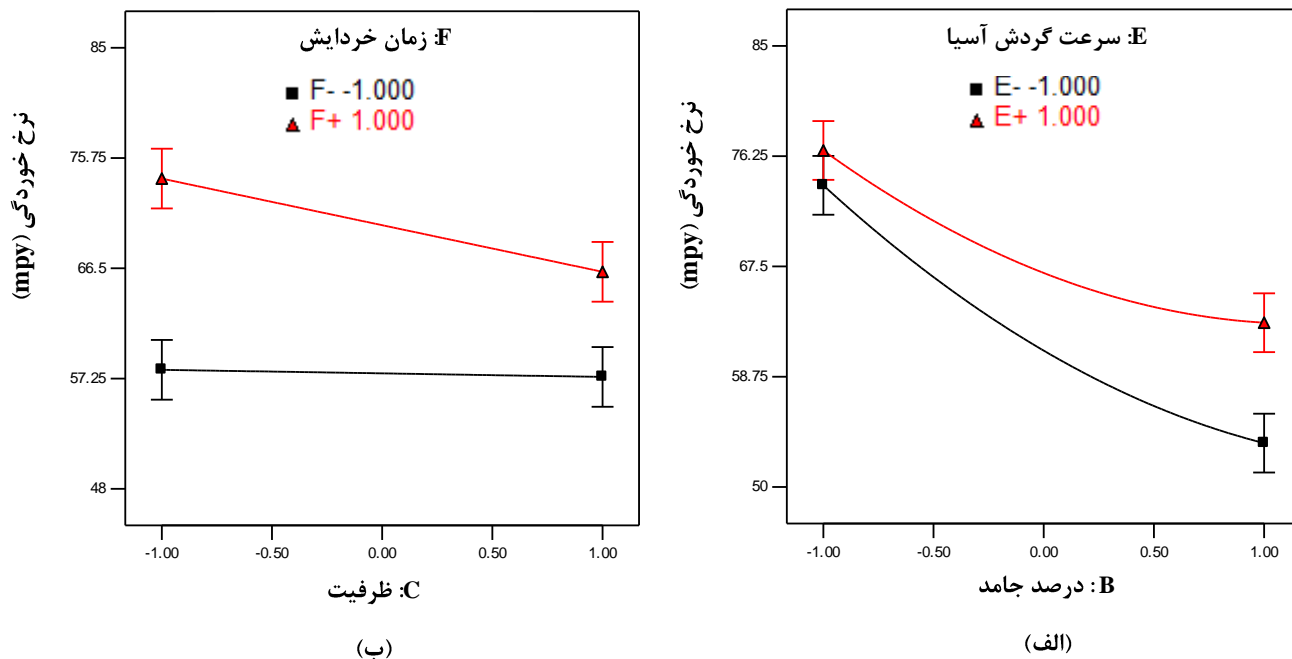 F: زمان خردایش
F- -1.000
F+ 1.000
نرخ خوردگی (mpy)
85
75.75
66.5
57.25
48
-1.00
-0.50
0.00
0.50
1.00
C: ظرفیت
(ب)
E: سرعت گردش آسیا
E- -1.000
E+ 1.000
نرخ خوردگی (mpy)
85
76.25
67.5
58.75
50
-1.00
-0.50
0.00
0.50
1.00
B : درصد جامد
(الف)